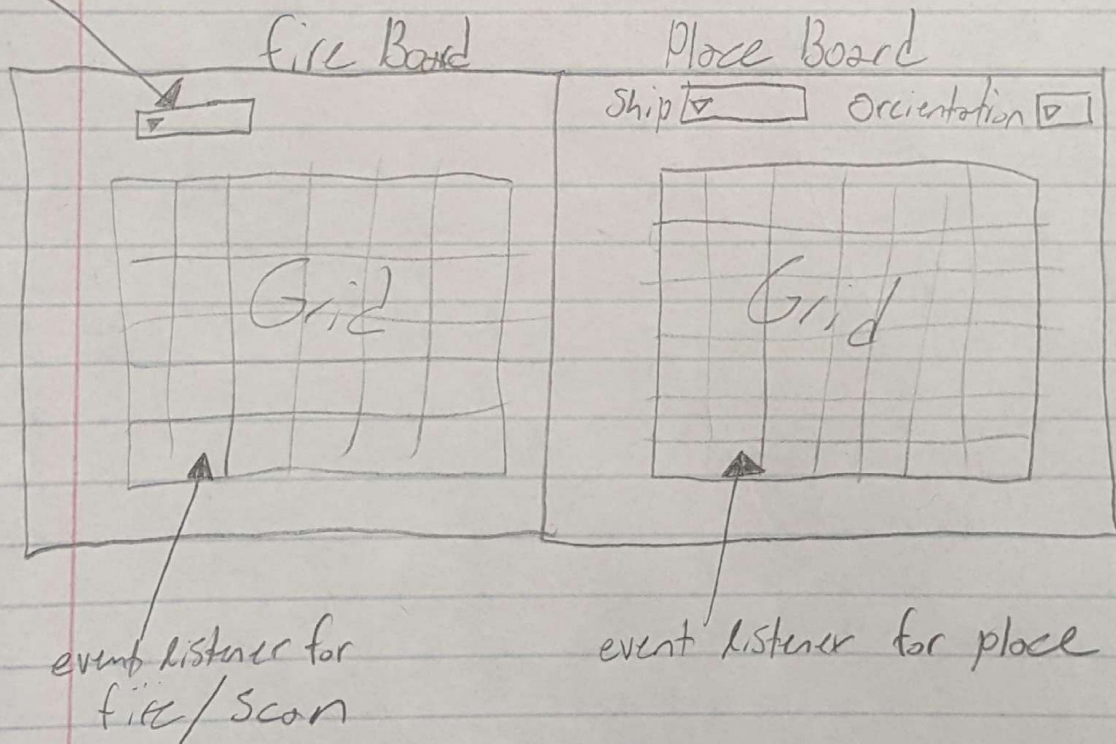 fire Board
Place Board
Ship
Orcientation
Grid
Grid
event listener for
fire/scan
event listener for place